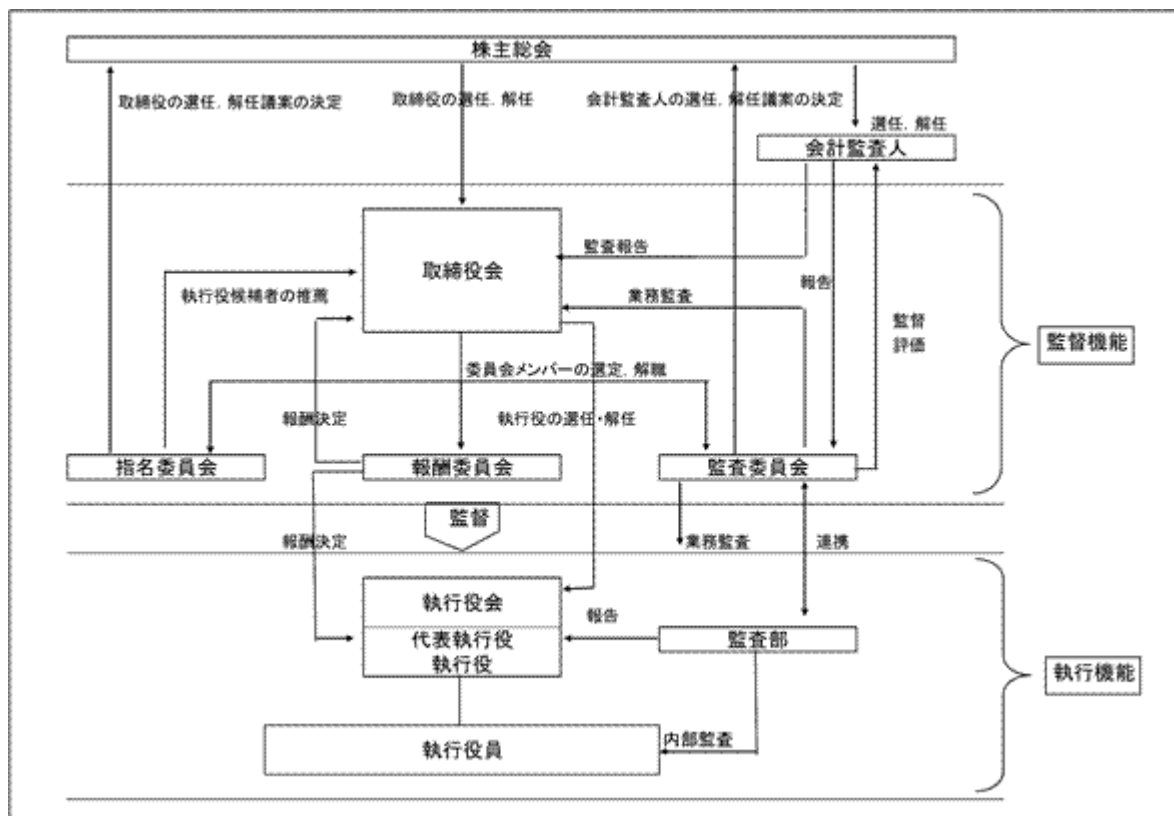 株主総会
取締役の選任，解任議案の決定
取締役の選任，解任
会計監査人の選任，解任議案の決定
選任，解任
会計監査人
監査報告
取締役会
報告
執行役候補者の推薦
業務監査
監督
評価
監督機能
委員会メンバーの選定，解職
報酬決定
執行役の選任・解任
指名委員会
報酬委員会
監査委員会
監督
報酬決定
業務監査
連携
執行役会
報告
代表執行役
監査部
執行役
執行機能
内部監査
執行役員